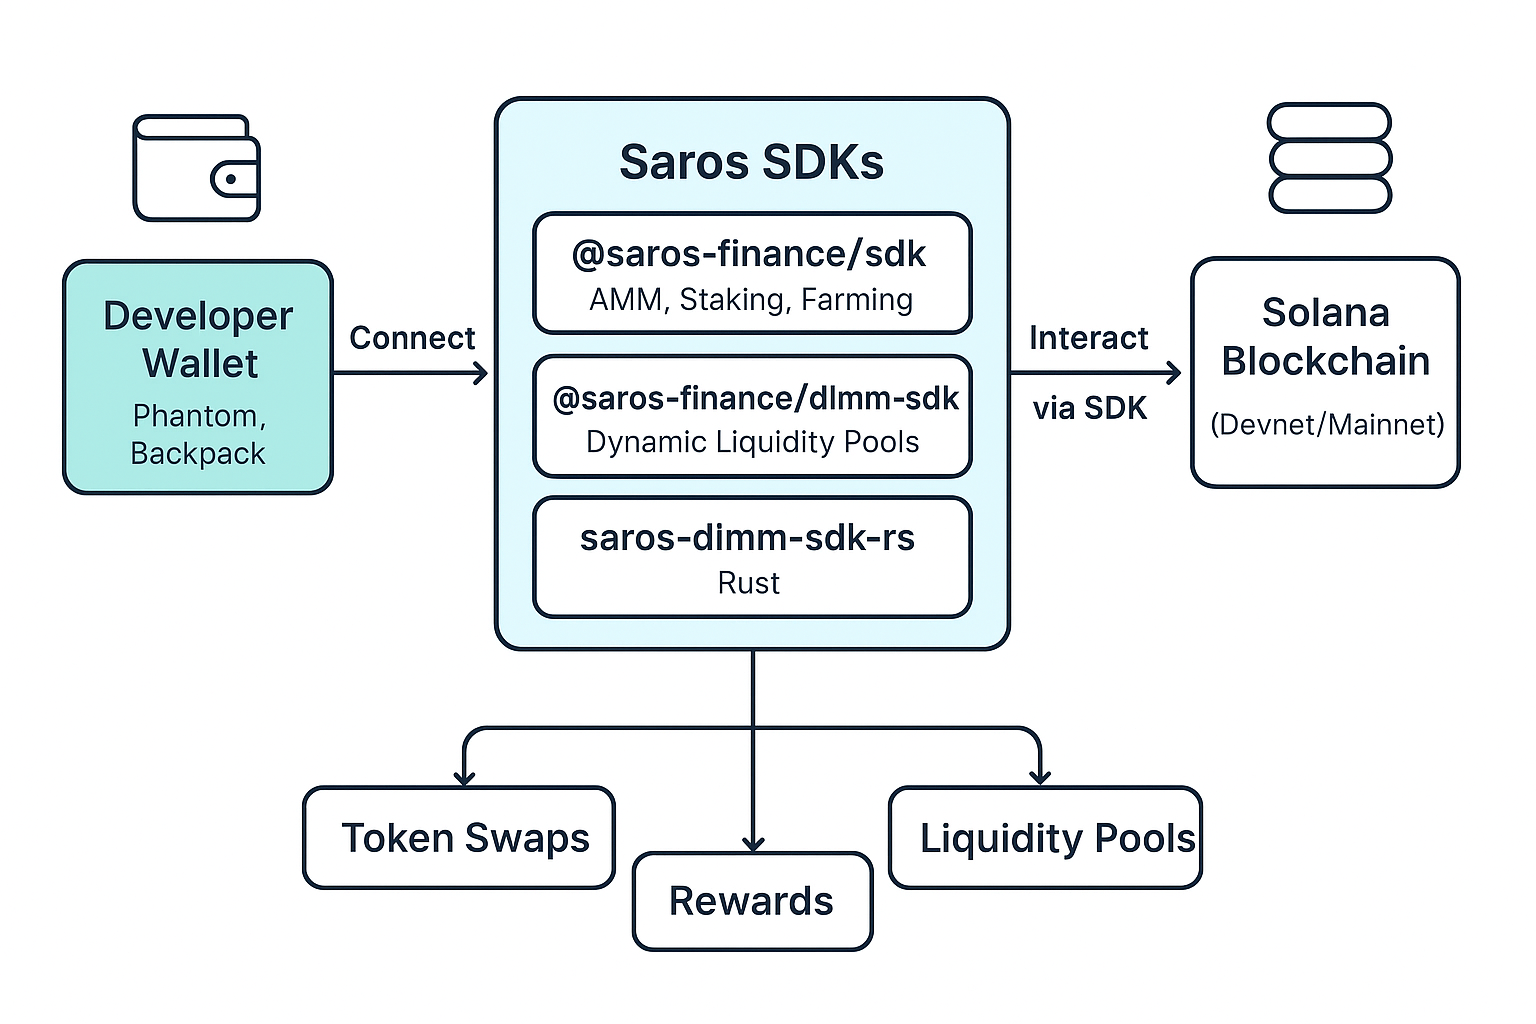 Saros SDKs
@saros-finance/sdk
AMM, Staking, Farming
Developer
Wallet
Phantom,
Backpack
Connect
@saros-finance/dlmm-sdk
Dynamic Liquidity Pools
saros-dimm-sdk-rs
Rust
Interact
via SDK
Solana
Blockchain
(Devnet/Mainnet)
Token Swaps
Rewards
Liquidity Pools